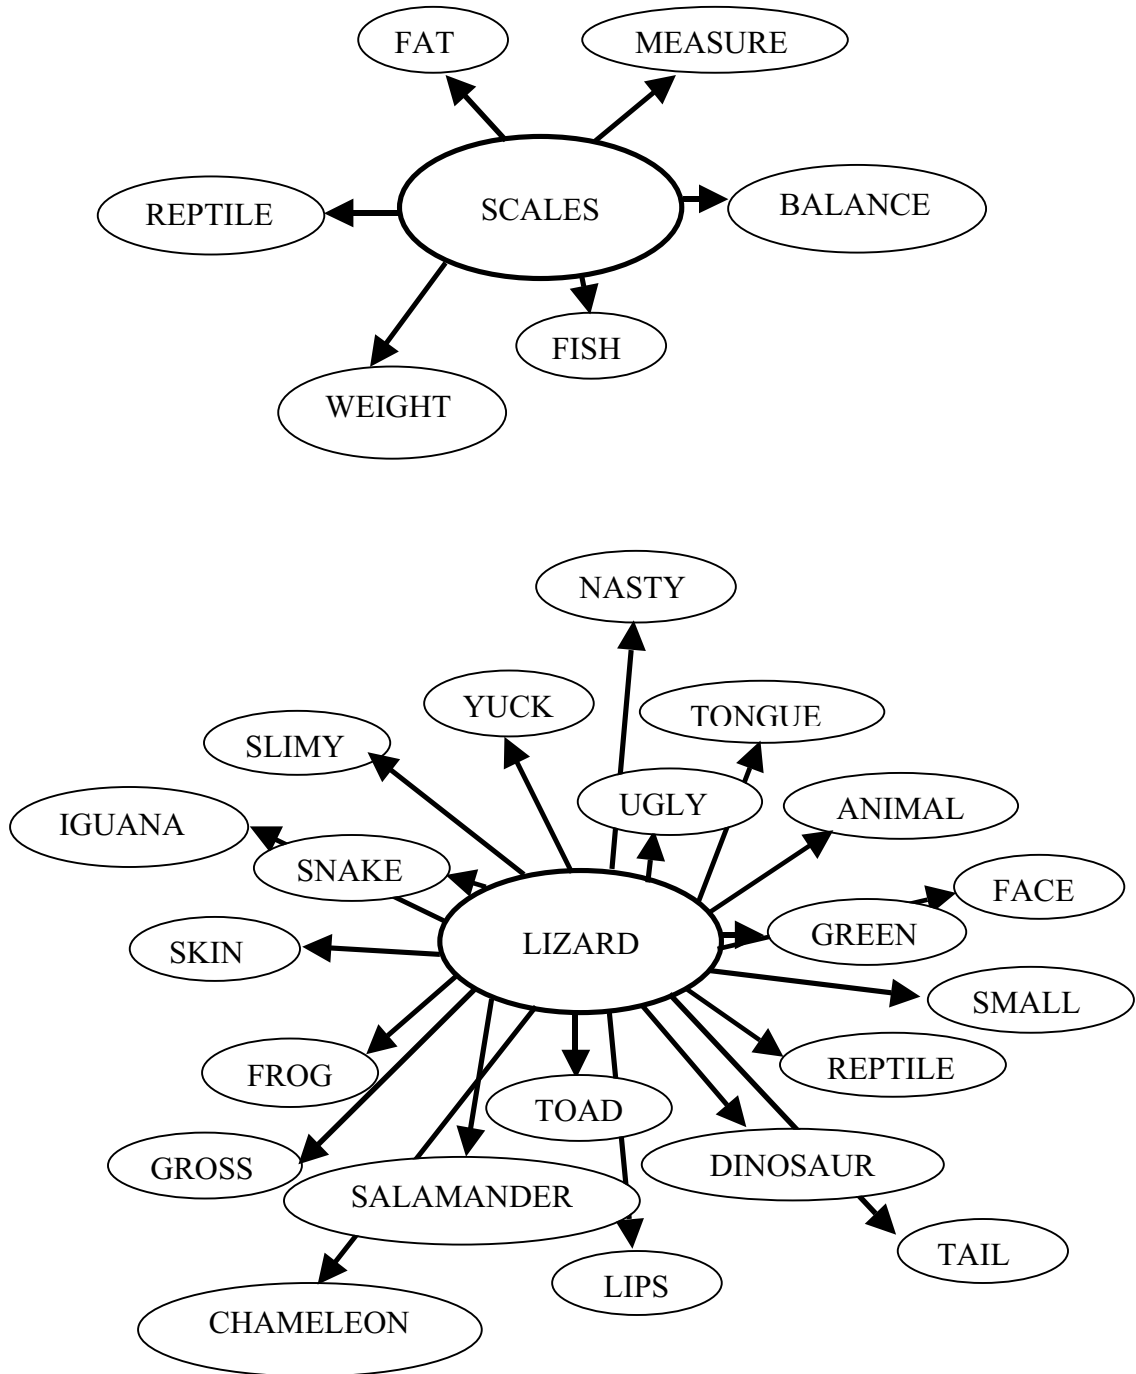 FAT
MEASURE
REPTILE
SCALES
BALANCE
FISH
WEIGHT
NASTY
YUCK
TONGUE
SLIMY
UGLY
ANIMAL
IGUANA
SNAKE
FACE
SKIN
LIZARD
GREEN
SMALL
FROG
TOAD
REPTILE
GROSS
SALAMANDER
DINOSAUR
TAIL
LIPS
CHAMELEON